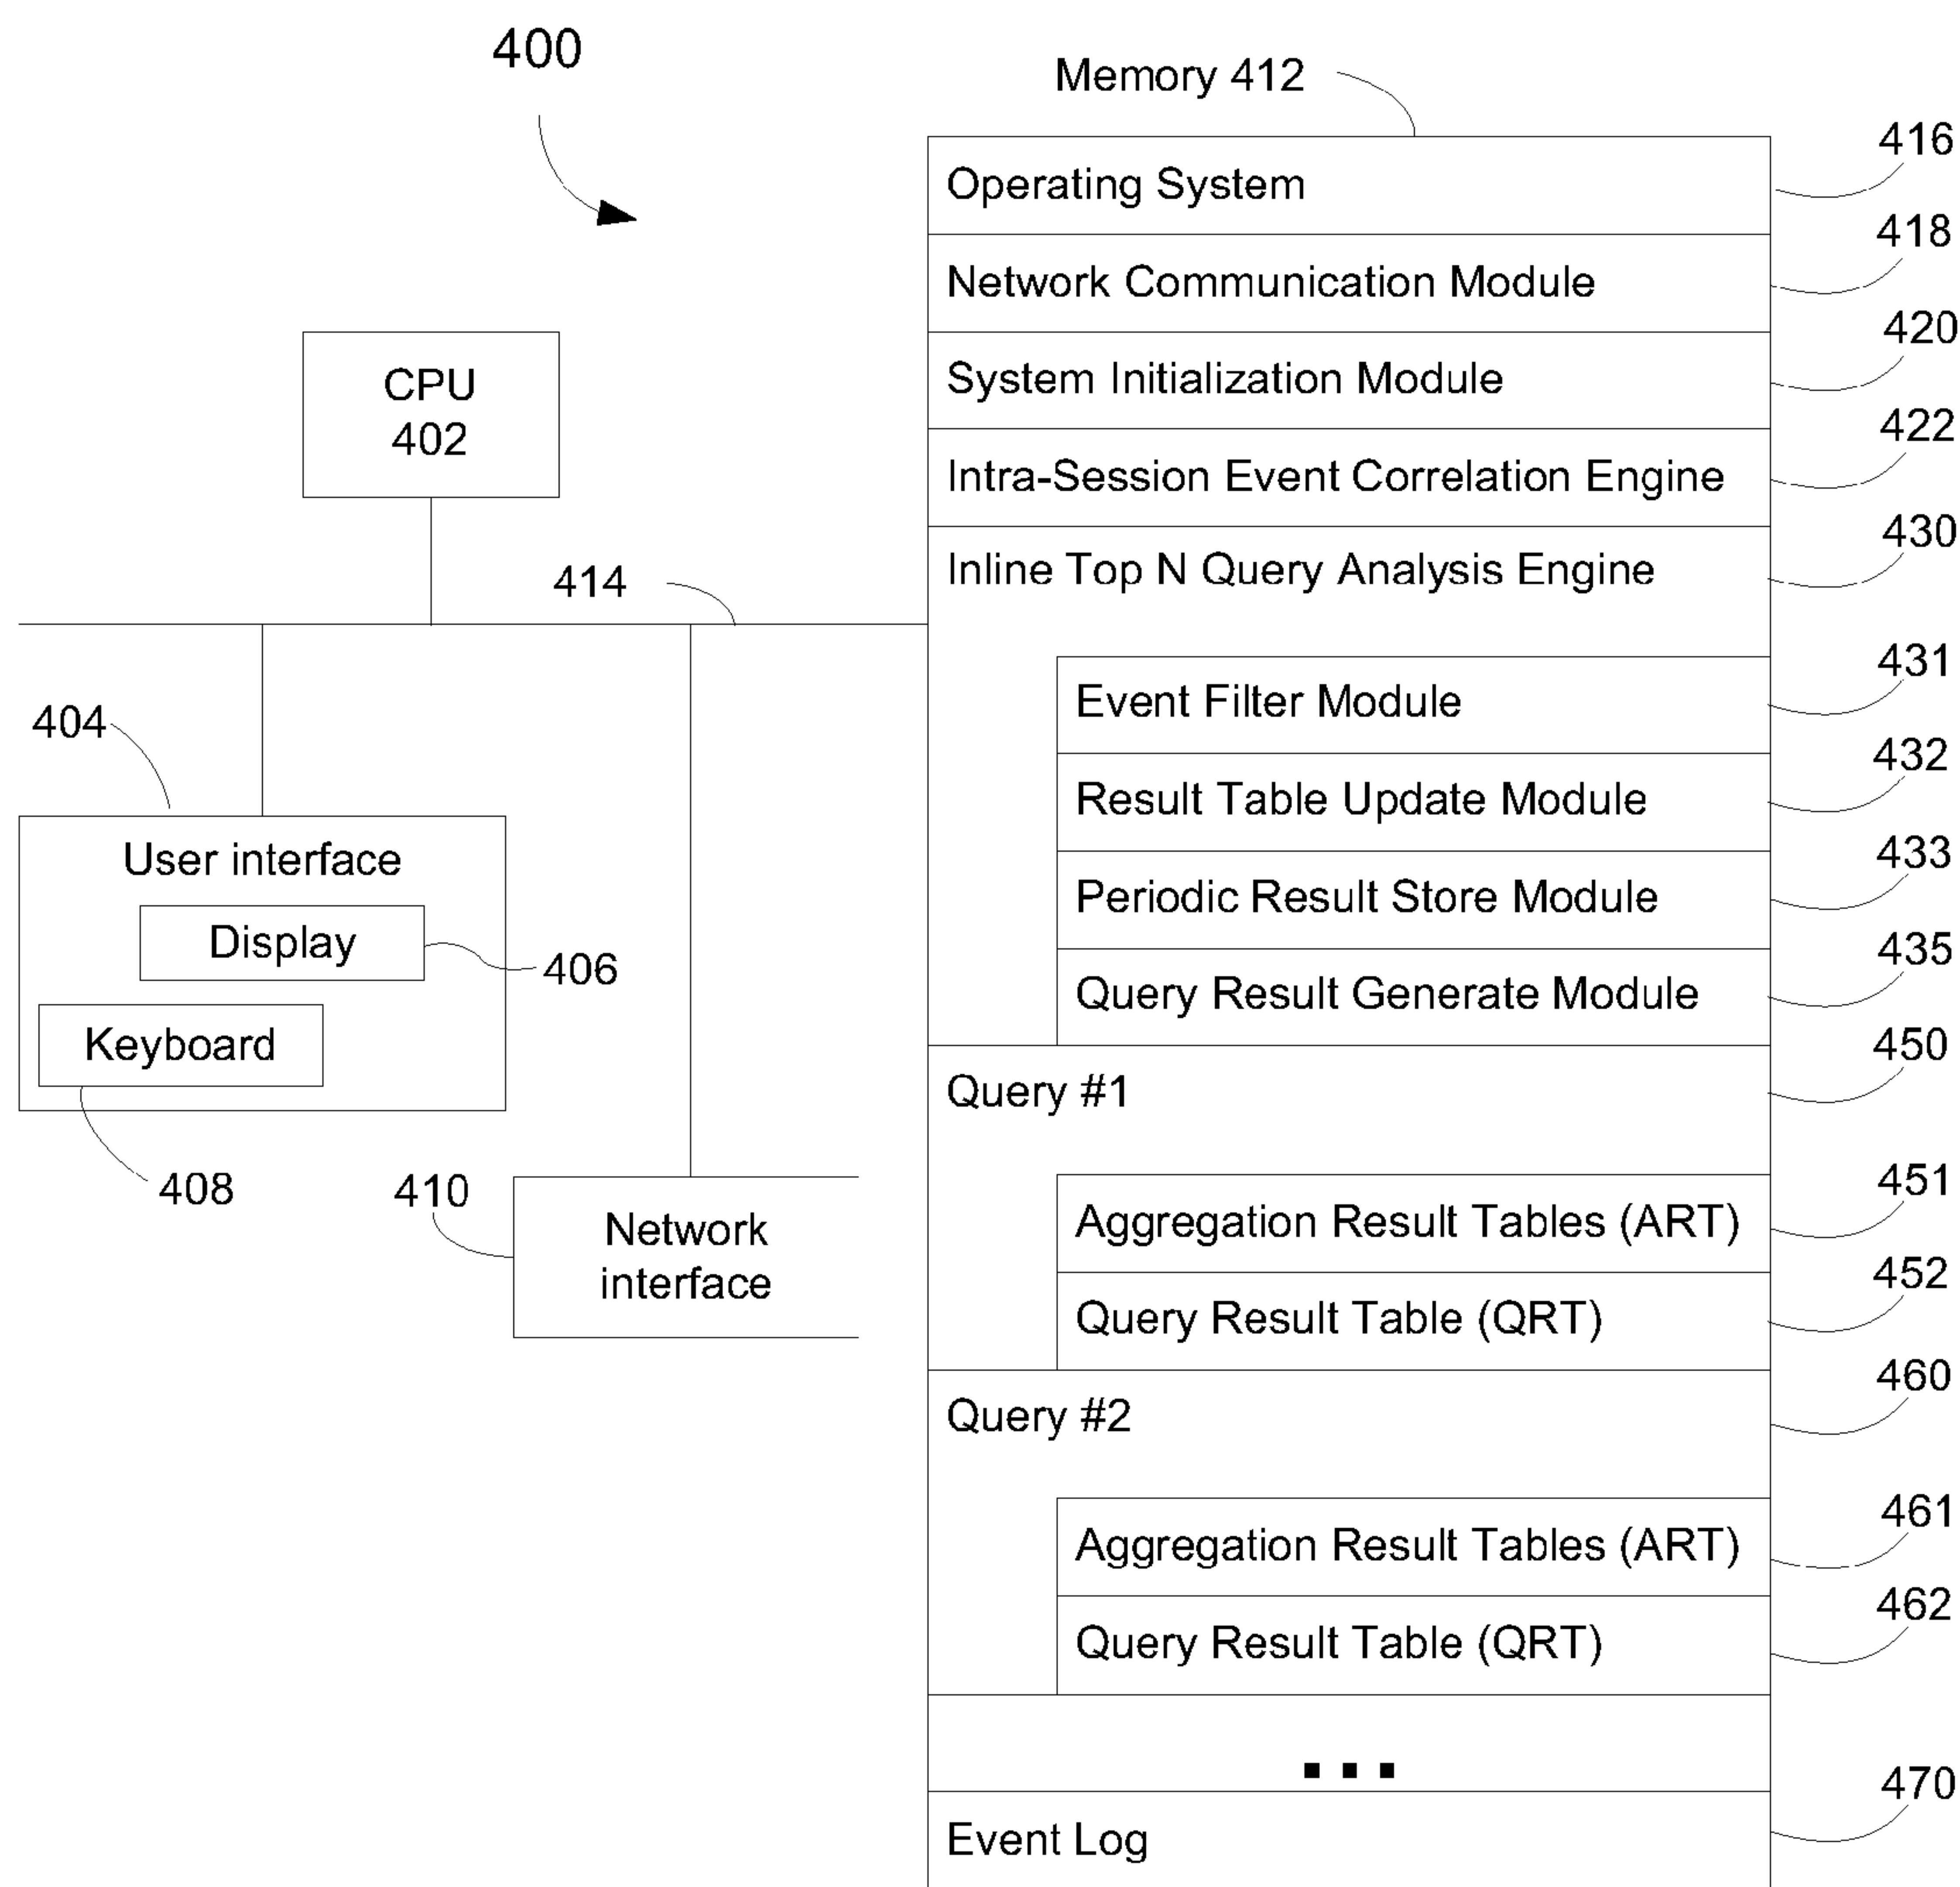 400
Memory 412
Operating System
416
Network Communication Module
418
System Initialization Module
420
Intra-Session Event Correlation Engine
422
Inline Top N Query Analysis Engine
430
Event Filter Module
431
Result Table Update Module
432
Periodic Result Store Module
433
Query Result Generate Module
435
Query #1
450
Aggregation Result Tables (ART)
451
Query Result Table (QRT)
452
Query #2
460
Aggregation Result Tables (ART)
461
Query Result Table (QRT)
462
...
Event Log
470
CPU
402
414
404
User interface
Display
406
Keyboard
408
410
Network
interface